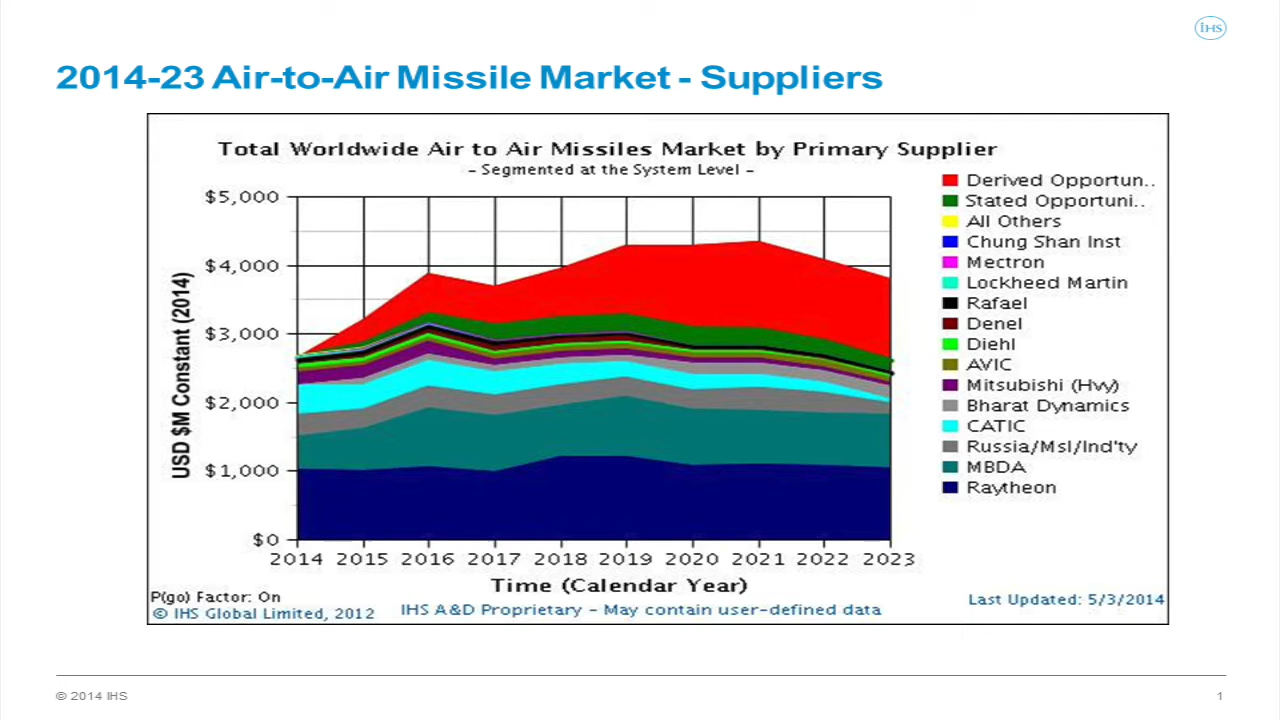 IHS
2014-23 Air-to-Air Missile Market - Suppliers
Total Worldwide Air to Air Missiles Market by Primary Supplier
- Segmented at the System Level -
USD $M Constant (2014)
$5,000
$4,000
$3,000
$2,000
$1,000
$0
2014 2015 2016 2017 2018 2019 2020 2021 2022 2023
Time (Calendar Year)
Derived Opportun..
Stated Opportuni..
All Others
Chung Shan Inst
Mectron
Lockheed Martin
Rafael
Denel
Diehl
AVIC
Mitsubishi (Hvy)
Bharat Dynamics
CATIC
Russia/Msl/Ind'ty
MBDA
Raytheon
P(go) Factor: On
© IHS Global Limited, 2012
IHS A&D Proprietary - May contain user-defined data
Last Updated: 5/3/2014
© 2014 IHS
1